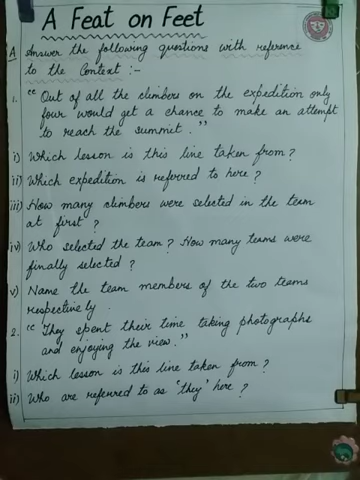 A Feat on Feet
A Answer the following questions with reference
to the Context :-
1. "Out of all the climbers on the expedition only
four would get a chance to make an attempt
to reach the summit."
i) Which lesson is this line taken from?
ii) Which expedition is referred to here?
iii) How many climbers were selected in the team
at first?
iv) Who selected the team? How many teams were
finally selected?
v) Name the team members of the two teams
respectively.
2. "They spent their time taking photographs
and enjoying the view."
i) Which lesson is this line taken from?
ii) Who are referred to as 'they' here?